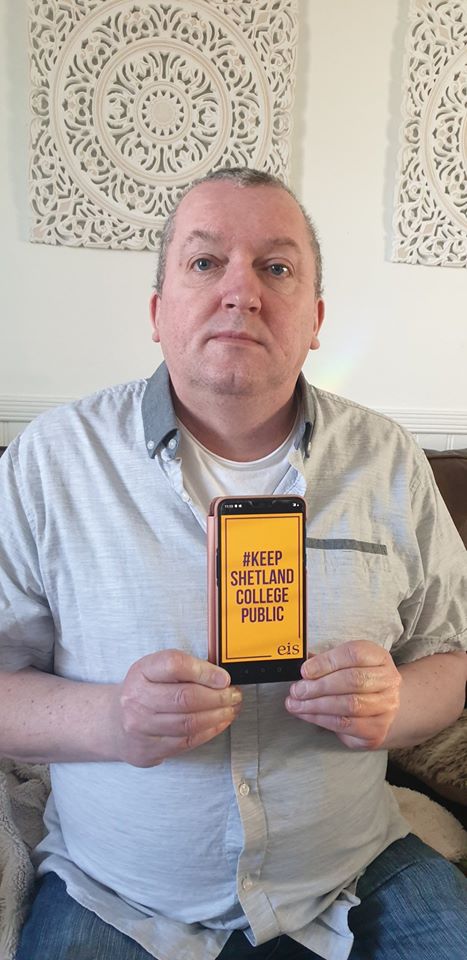 #KEEP
SHETLAND
COLLEGE
PUBLIC
eis